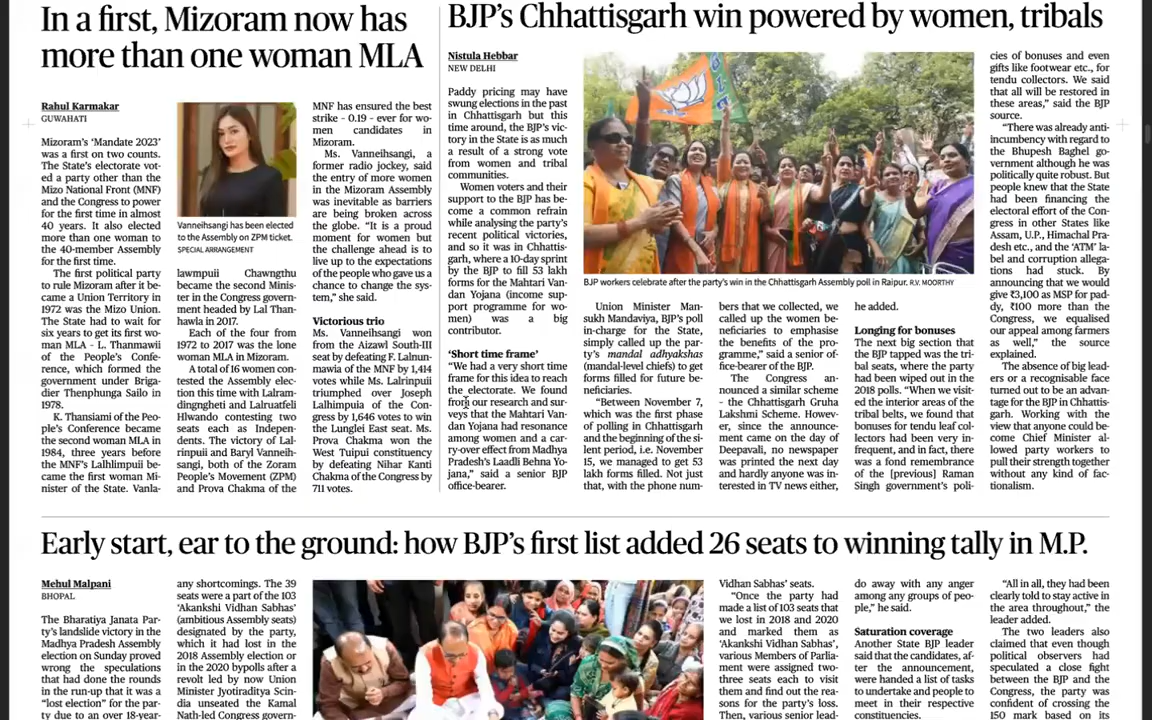 In a first, Mizoram now has
more than one woman MLA
Rahul Karmakar
GUWAHATI
Mizoram's 'Mandate 2023'
was a first on two counts.
The State's electorate vot-
ed a party other than the
Mizo National Front (MNF)
and the Congress to power
for the first time in almost
40 years. It also elected
more than one woman to
the 40-member Assembly
for the first time.
The first political party
to rule Mizoram after it be-
came a Union Territory in
1972 was the Mizo Union.
The State had to wait for
six years to get its first wo-
man MLA – L. Thanmawii
of the People's Confe-
rence, which formed the
government under Briga-
dier Thenphunga Sailo in
1978.
K. Thansiami of the Peo-
ple's Conference became
the second woman MLA in
1984, three years before
the MNF's Lalhlimpuii be-
came the first woman Mi-
nister of the State. Vanla-
Vanneihsangi has been elected
to the Assembly on ZPM ticket.
SPECIAL ARRANGEMENT
lawmpuii Chawngthu
became the second Minis-
ter in the Congress govern-
ment headed by Lal Than-
hawla in 2017.
Each of the four from
1972 to 2017 was the lone
woman MLA in Mizoram.
A total of 16 women con-
tested the Assembly elec-
tion this time with Lalram-
dingngheti and Lalruatfeli
Hlwando contesting two
seats each as Indepen-
dents. The victory of Lal-
rinpuii and Baryl Vanneih-
sangi, both of the Zoram
People's Movement (ZPM)
and Prova Chakma of the
MNF has ensured the best
strike – 0.19 – ever for wo-
men candidates in
Mizoram.
Ms. Vanneihsangi, a
former radio jockey, said
the entry of more women
in the Mizoram Assembly
was inevitable as barriers
are being broken across
the globe. "It is a proud
moment for women but
the challenge ahead is to
live up to the expectations
of the people who gave us a
chance to change the sys-
tem," she said.
Victorious trio
Ms. Vanneihsangi won
from the Aizawl South-III
seat by defeating F. Lalnun-
mawia of the MNF by 1,414
votes while Ms. Lalrinpuii
triumphed over Joseph
Lalhimpuia of the Con-
gress by 1,646 votes to win
the Lunglei East seat. Ms.
Prova Chakma won the
West Tuipui constituency
by defeating Nihar Kanti
Chakma of the Congress by
711 votes.
BJP's Chhattisgarh win powered by women, tribals
Nistula Hebbar
NEW DELHI
Paddy pricing may have
swung elections in the past
in Chhattisgarh but this
time around, the BJP's vic-
tory in the State is as much
a result of a strong vote
from women and tribal
communities.
Women voters and their
support to the BJP has be-
come a common refrain
while analysing the party's
recent political victories,
and so it was in Chhattis-
garh, where a 10-day sprint
by the BJP to fill 53 lakh
forms for the Mahtari Van-
dan Yojana (income sup-
port programme for wo-
men) was a big
contributor.
'Short time frame'
"We had a very short time
frame for this idea to reach
the electorate. We found
from our research and sur-
veys that the Mahtari Van-
dan Yojana had resonance
among women and a car-
ry-over effect from Madhya
Pradesh's Laadli Behna Yo-
jana," said a senior BJP
office-bearer.
BJP workers celebrate after the party's win in the Chhattisgarh Assembly poll in Raipur. R.V. MOORTHY
Union Minister Man-
sukh Mandaviya, BJP's poll
in-charge for the State,
simply called up the par-
ty's mandal adhyakshas
(mandal-level chiefs) to get
forms filled for future be-
neficiaries.
"Between November 7,
which was the first phase
of polling in Chhattisgarh
and the beginning of the si-
lent period, i.e. November
15, we managed to get 53
lakh forms filled. Not just
that, with the phone num-
bers that we collected, we
called up the women be-
neficiaries to emphasise
the benefits of the pro-
gramme," said a senior of-
fice-bearer of the BJP.
The Congress an-
nounced a similar scheme
– the Chhattisgarh Gruha
Lakshmi Scheme. Howev-
er, since the announce-
ment came on the day of
Deepavali, no newspaper
was printed the next day
and hardly anyone was in-
terested in TV news either,
he added.
Longing for bonuses
The next big section that
the BJP tapped was the tri-
bal seats, where the party
had been wiped out in the
2018 polls. "When we visit-
ed the interior areas of the
tribal belts, we found that
bonuses for tendu leaf col-
lectors had been very in-
frequent, and in fact, there
was a fond remembrance
of the [previous] Raman
Singh government's poli-
cies of bonuses and even
gifts like footwear etc., for
tendu collectors. We said
that all will be restored in
these areas," said the BJP
source.
"There was already anti-
incumbency with regard to
the Bhupesh Baghel go-
vernment although he was
politically quite robust. But
people knew that the State
had been financing the
electoral effort of the Con-
gress in other States like
Assam, U.P., Himachal Pra-
desh etc., and the 'ATM' la-
bel and corruption allega-
tions had stuck. By
announcing that we would
give ₹3,100 as MSP for pad-
dy, ₹100 more than the
Congress, we equalised
our appeal among farmers
as well," the source
explained.
The absence of big lead-
ers or a recognisable face
turned out to be an advan-
tage for the BJP in Chhattis-
garh. Working with the
view that anyone could be-
come Chief Minister al-
lowed party workers to
pull their strength together
without any kind of fac-
tionalism.
Early start, ear to the ground: how BJP's first list added 26 seats to winning tally in M.P.
Mehul Malpani
BHOPAL
The Bharatiya Janata Par-
ty's landslide victory in the
Madhya Pradesh Assembly
election on Sunday proved
wrong the speculations
that had done the rounds
in the run-up that it was a
"lost election" for the par-
ty due to an over 18-year-
any shortcomings. The 39
seats were a part of the 103
'Akankshi Vidhan Sabhas'
(ambitious Assembly seats)
designated by the party,
which it had lost in the
2018 Assembly election or
in the 2020 bypolls after a
revolt led by now Union
Minister Jyotiraditya Scin-
dia unseated the Kamal
Nath-led Congress govern-
Vidhan Sabhas' seats.
"Once the party had
made a list of 103 seats that
we lost in 2018 and 2020
and marked them as
'Akankshi Vidhan Sabhas',
various Members of Parlia-
ment were assigned two-
three seats each to visit
them and find out the rea-
sons for the party's loss.
Then, various senior lead-
do away with any anger
among any groups of peo-
ple," he said.
Saturation coverage
Another State BJP leader
said that the candidates, af-
ter the announcement,
were handed a list of tasks
to undertake and people to
meet in their respective
constituencies.
"All in all, they had been
clearly told to stay active in
the area throughout," the
leader added.
The two leaders also
claimed that even though
political observers had
speculated a close fight
between the BJP and the
Congress, the party was
confident of crossing the
150 mark based on its